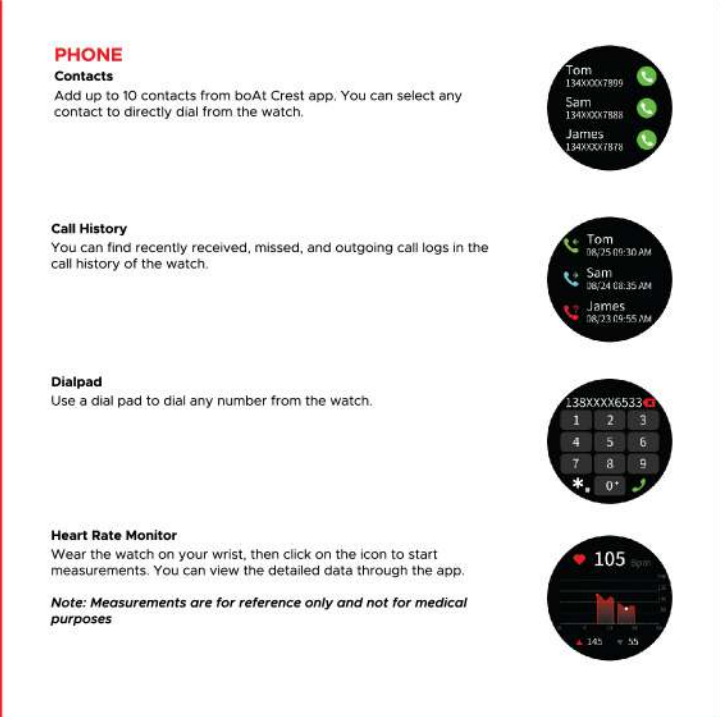 PHONE
Contacts
Add up to 10 contacts from boAt Crest app. You can select any
contact to directly dial from the watch.
Tom
134XXXX7899
Sam
134XXXX7888
James
134XXXX7878
Call History
You can find recently received, missed, and outgoing call logs in the
call history of the watch.
Tom
08/25 09:30 AM
Sam
08/24 08:35 AM
James
08/23 09:55 AM
Dialpad
Use a dial pad to dial any number from the watch.
138XXXX6533
1 2 3
4 5 6
7 8 9
*. 0+
Heart Rate Monitor
Wear the watch on your wrist, then click on the icon to start
measurements. You can view the detailed data through the app.
Note: Measurements are for reference only and not for medical
purposes
105 Bpm
145 55